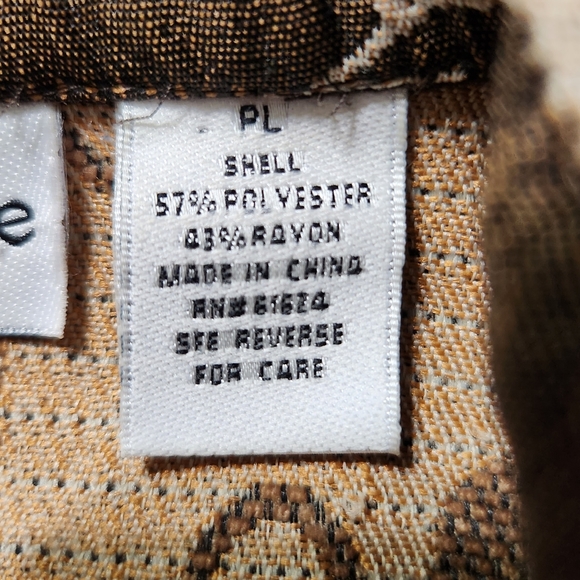 e
PL
SHELL
57% POLYESTER
43% RAYON
MADE IN CHINA
RN# 61624
SEE REVERSE
FOR CARE